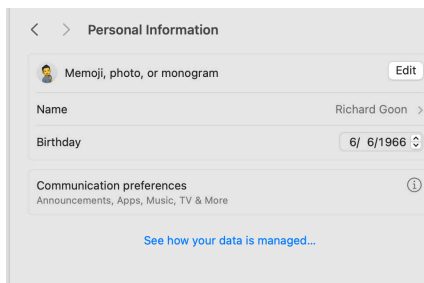 Personal Information
Memoji, photo, or monogram
Edit
Name
Richard Goon
Birthday
6/ 6/1966
Communication preferences
Announcements, Apps, Music, TV & More
See how your data is managed...